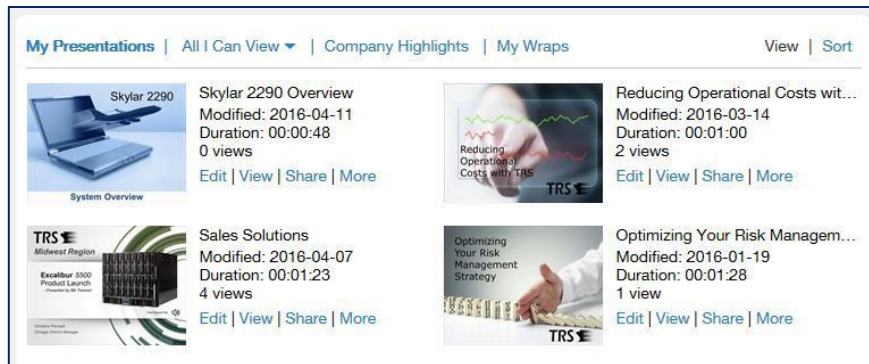 My Presentations | All I Can View ▼ | Company Highlights | My Wraps View | Sort
Skylar 2290
System Overview
Skylar 2290 Overview
Modified: 2016-04-11
Duration: 00:00:48
0 views
Edit | View | Share | More
Reducing
Operational
Costs with TRS
TRS
Reducing Operational Costs wit...
Modified: 2016-03-14
Duration: 00:01:00
2 views
Edit | View | Share | More
TRS
Midwest Region
Excalibur 5500
Product Launch
Sales Solutions
Modified: 2016-04-07
Duration: 00:01:23
4 views
Edit | View | Share | More
Optimizing
Your Risk
Management
Strategy
TRS
Optimizing Your Risk Managem...
Modified: 2016-01-19
Duration: 00:01:28
1 view
Edit | View | Share | More